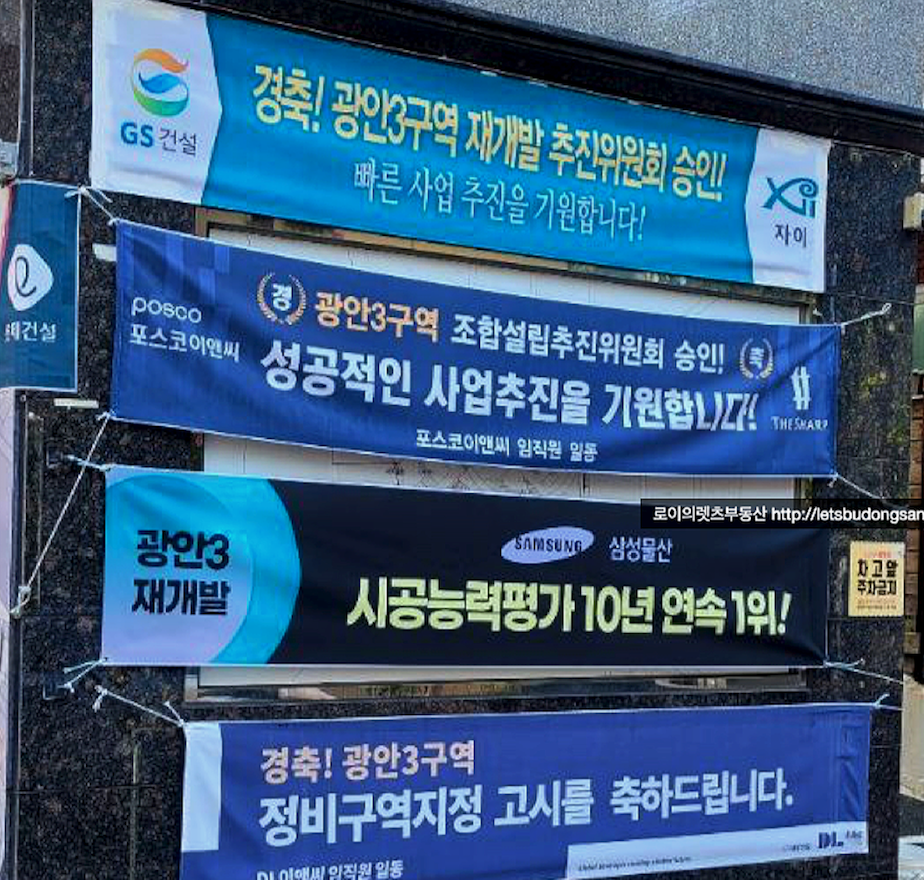 GS건설
경축! 광안3구역 재개발 추진위원회 승인!
빠른 사업 추진을 기원합니다!
Xi
자이
건설
posco
포스코이앤씨
경 광안3구역 조합설립추진위원회 승인! 축
성공적인 사업추진을 기원합니다!
THE SHARP
포스코이앤씨 임직원 일동
로이의렛츠부동산 http://letsbudongsan
광안3
재개발
SAMSUNG 삼성물산
시공능력평가 10년 연속 1위!
차고앞
주차금지
경축! 광안3구역
정비구역지정 고시를 축하드립니다.
DL
DL이앤씨 임직원 일동